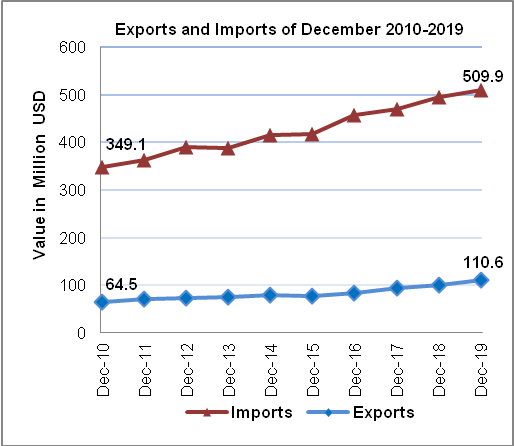 Exports and Imports of December 2010-2019
Value in Million USD
600
500
400
300
200
100
0
349.1
509.9
64.5
110.6
Dec-10
Dec-11
Dec-12
Dec-13
Dec-14
Dec-15
Dec-16
Dec-17
Dec-18
Dec-19
Imports Exports